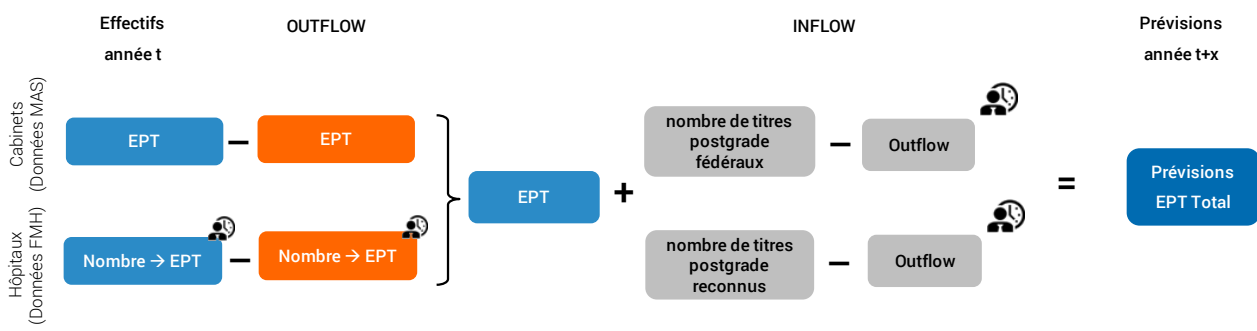 Effectifs
année t
OUTFLOW
INFLOW
Prévisions
année t+x
Cabinets
(Données MAS)
EPT
−
EPT
nombre de titres
postgrade
fédéraux
−
Outflow
EPT
+
=
Prévisions
EPT Total
Hôpitaux
(Données FMH)
Nombre → EPT
−
Nombre → EPT
nombre de titres
postgrade
reconnus
−
Outflow